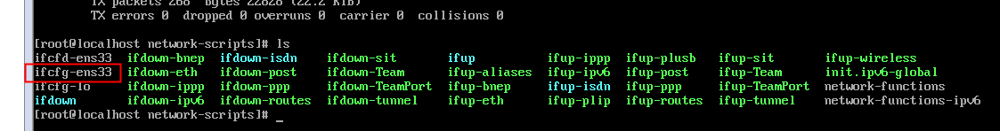 TX packets 268  bytes 22828 (22.2 KiB)
TX errors 0  dropped 0 overruns 0  carrier 0  collisions 0
[root@localhost network-scripts]# ls
ifcfd-ens33  ifdown-bnep  ifdown-isdn    ifdown-sit       ifup          ifup-ippp  ifup-plusb   ifup-sit       ifup-wireless
ifcfg-ens33  ifdown-eth   ifdown-post    ifdown-Team      ifup-aliases  ifup-ipv6  ifup-post    ifup-Team      init.ipv6-global
ifcfg-lo     ifdown-ippp  ifdown-ppp     ifdown-TeamPort  ifup-bnep     ifup-isdn  ifup-ppp     ifup-TeamPort  network-functions
ifdown       ifdown-ipv6  ifdown-routes  ifdown-tunnel    ifup-eth      ifup-plip  ifup-routes  ifup-tunnel    network-functions-ipv6
[root@localhost network-scripts]# _